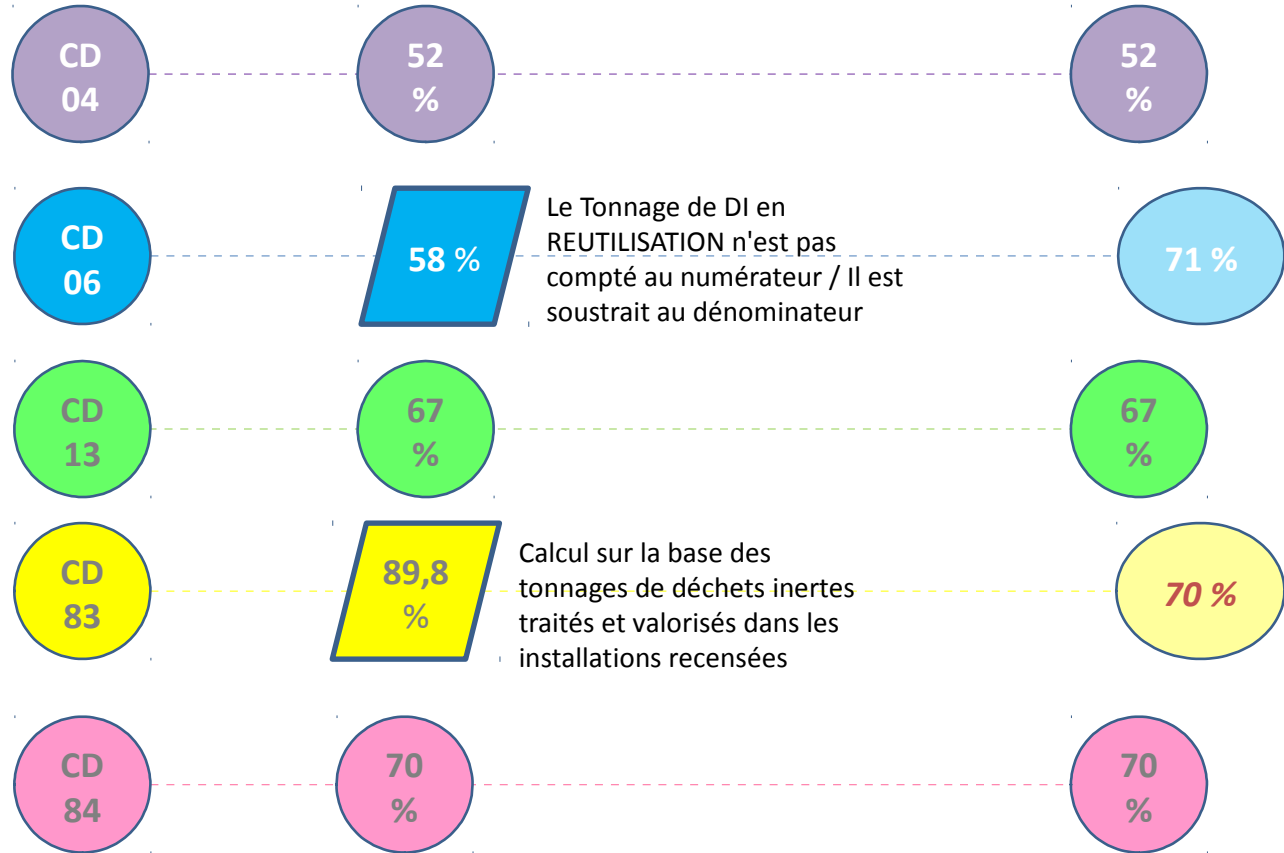 CD
04
52
%
52
%
CD
06
58 %
Le Tonnage de DI en
REUTILISATION n'est pas
compté au numérateur / Il est
soustrait au dénominateur
71 %
CD
13
67
%
67
%
CD
83
89,8
%
Calcul sur la base des
tonnages de déchets inertes
traités et valorisés dans les
installations recensées
70 %
CD
84
70
%
70
%